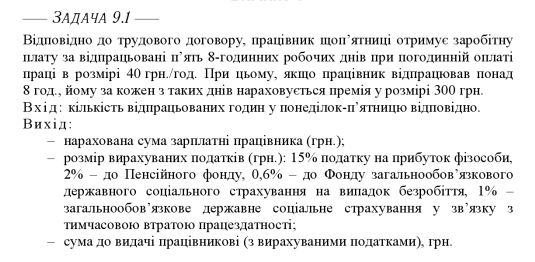 ЗАДАЧА 9.1
Відповідно до трудового договору, працівник щоп'ятниці отримує заробітну
плату за відпрацьовані п'ять 8-годинних робочих днів при погодинній оплаті
праці в розмірі 40 грн./год. При цьому, якщо працівник відпрацював понад
8 год., йому за кожен з таких днів нараховується премія у розмірі 300 грн.
Вхід: кількість відпрацьованих годин у понеділок-п'ятницю відповідно.
Вихід:
– нарахована сума зарплатні працівника (грн.);
– розмір вирахуваних податків (грн.): 15% податку на прибуток фізособи,
2% – до Пенсійного фонду, 0,6% – до Фонду загальнообов'язкового
державного соціального страхування на випадок безробіття, 1% –
загальнообов'язкове державне соціальне страхування у зв'язку з
тимчасовою втратою працездатності;
– сума до видачі працівникові (з вирахуваними податками), грн.